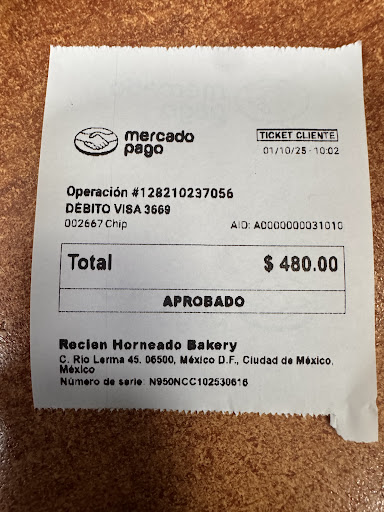 mercado
pago
TICKET CLIENTE
01/10/25 - 10:02
Operación #128210237056
DÉBITO VISA 3669
002667 Chip
AID: A0000000031010
Total
$ 480.00
APROBADO
Recien Horneado Bakery
C. Río Lerma 45. 06500, México D.F., Ciudad de México,
México
Número de serie: N950NCC102530616